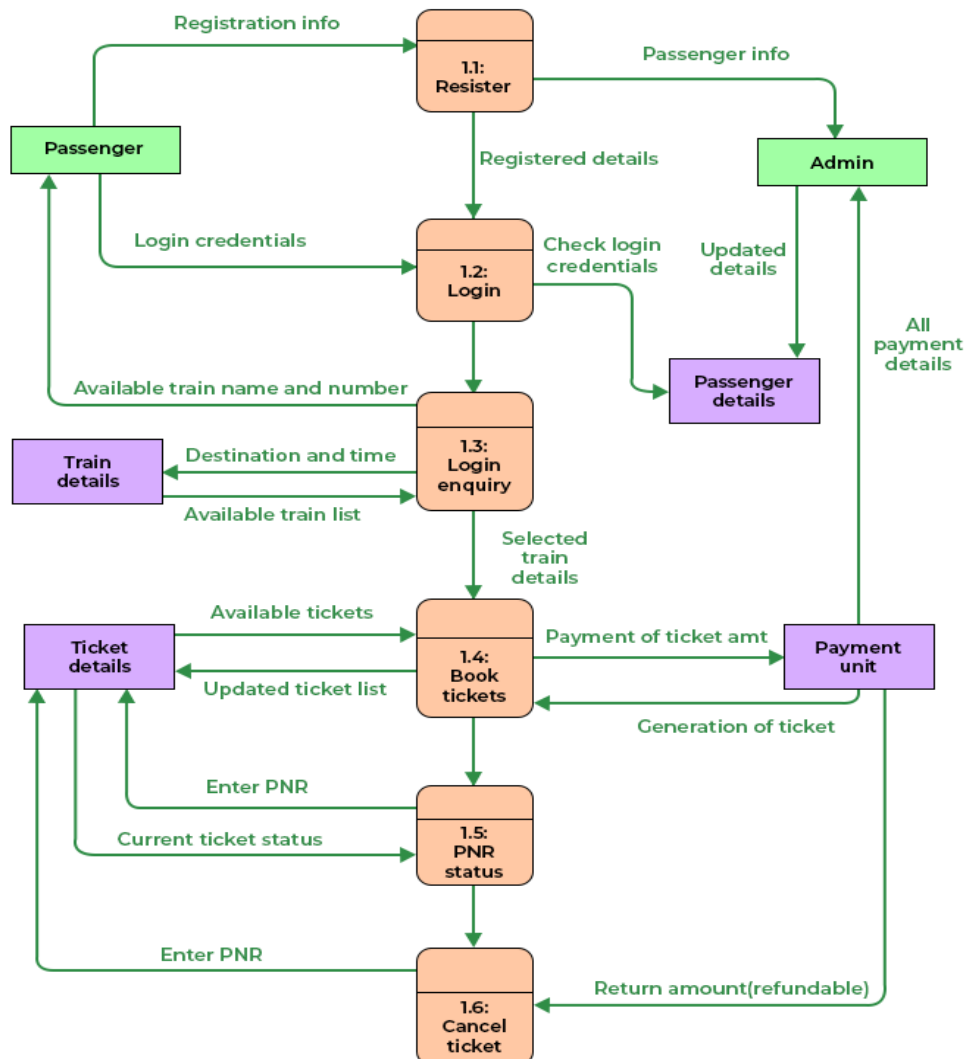 Registration info
1.1:
Resister
Passenger info
Passenger
Admin
Registered details
Login credentials
1.2:
Login
Check login
credentials
Updated
details
All
payment
details
Available train name and number
Passenger
details
1.3:
Login
enquiry
Train
details
Destination and time
Available train list
Selected
train
details
Available tickets
Ticket
details
Updated ticket list
1.4:
Book
tickets
Payment of ticket amt
Payment
unit
Generation of ticket
Enter PNR
Current ticket status
1.5:
PNR
status
Enter PNR
Return amount(refundable)
1.6:
Cancel
ticket